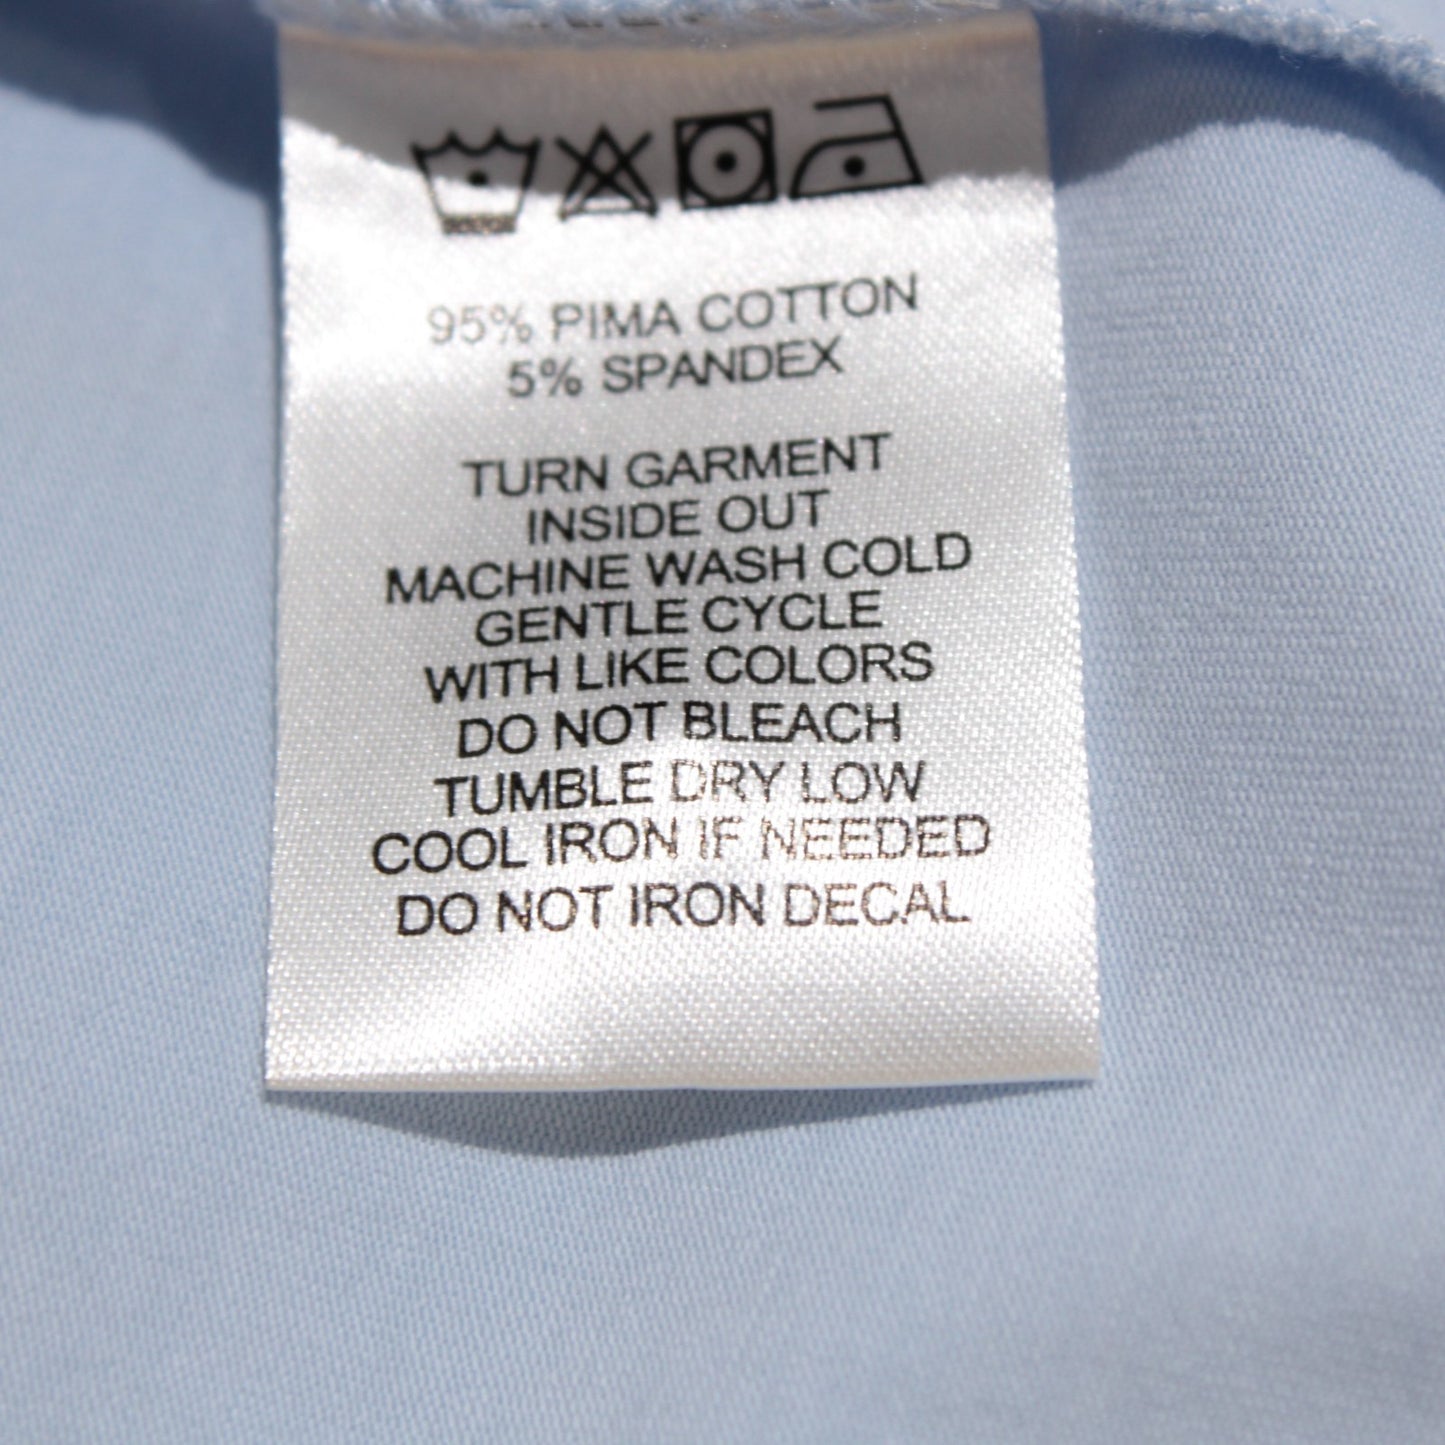 95% PIMA COTTON
5% SPANDEX
TURN GARMENT
INSIDE OUT
MACHINE WASH COLD
GENTLE CYCLE
WITH LIKE COLORS
DO NOT BLEACH
TUMBLE DRY LOW
COOL IRON IF NEEDED
DO NOT IRON DECAL